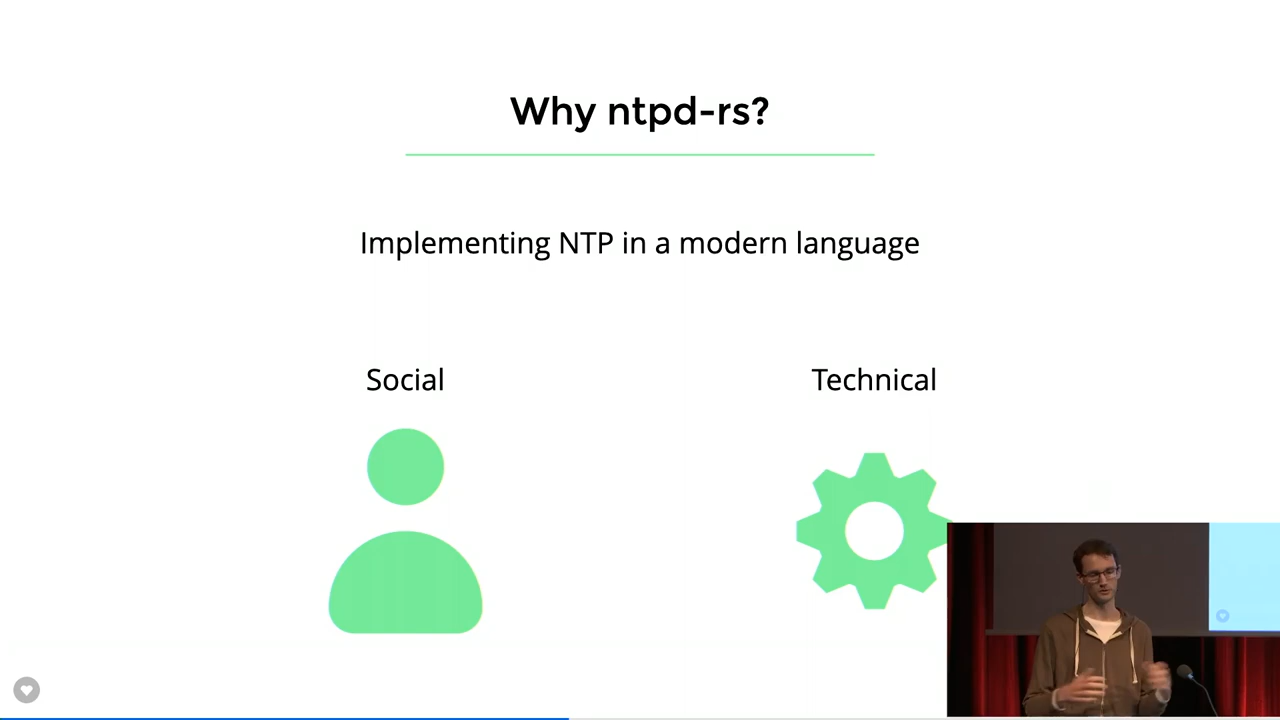 Why ntpd-rs?
Implementing NTP in a modern language
Social
Technical